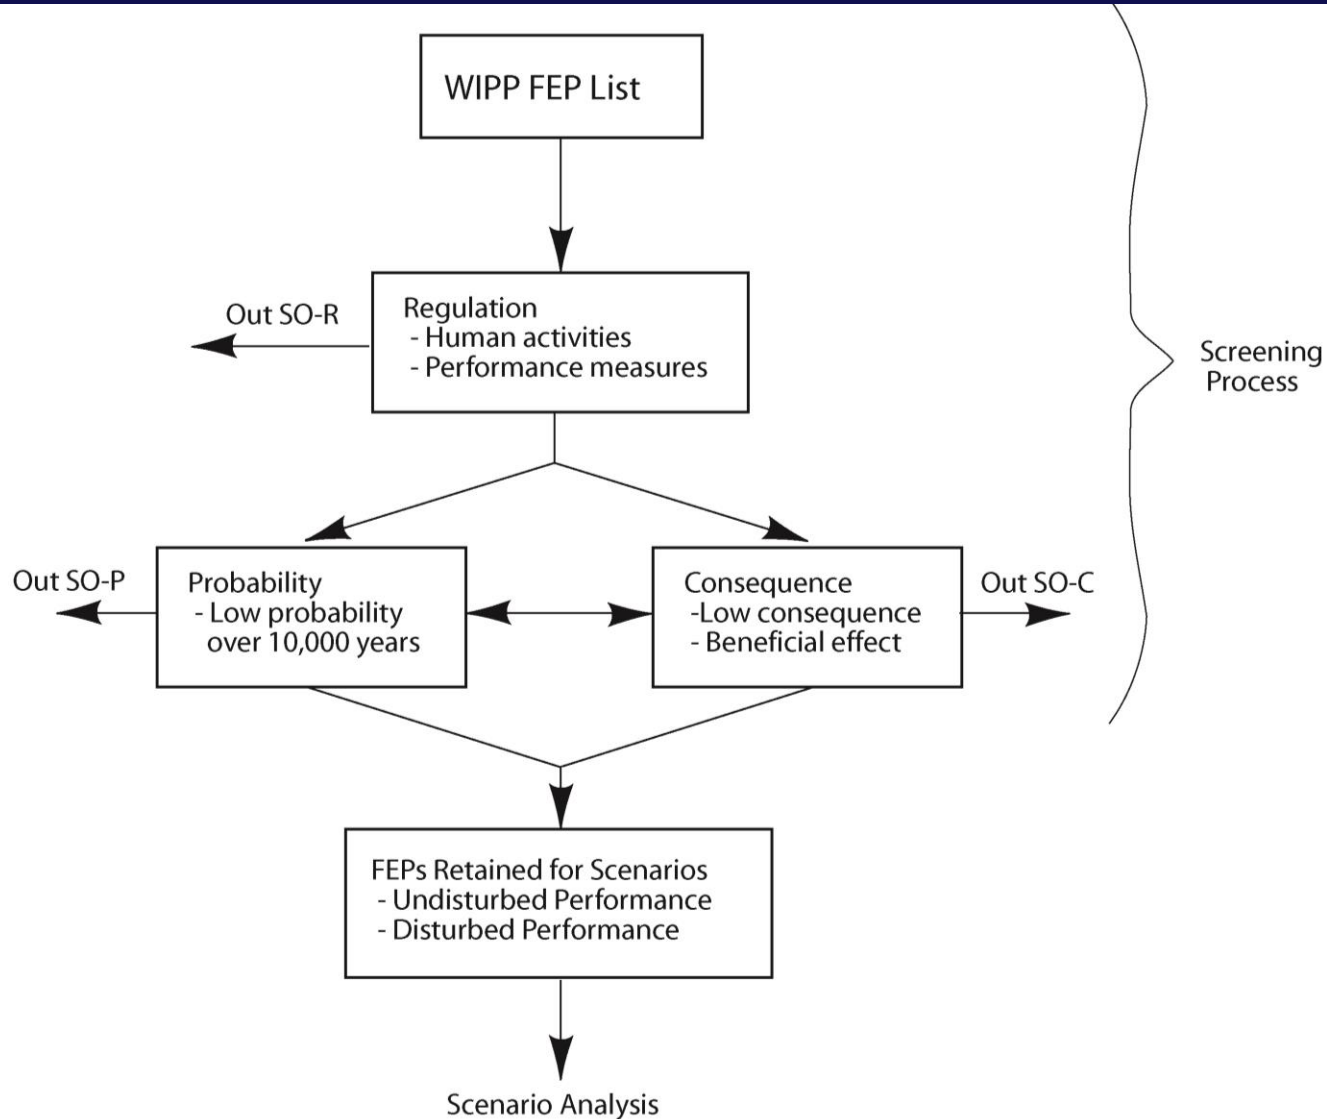 WIPP FEP List
Out SO-R
Regulation
- Human activities
- Performance measures
Screening
Process
Out SO-P
Probability
- Low probability
over 10,000 years
Consequence
-Low consequence
- Beneficial effect
Out SO-C
FEPs Retained for Scenarios
- Undisturbed Performance
- Disturbed Performance
Scenario Analysis